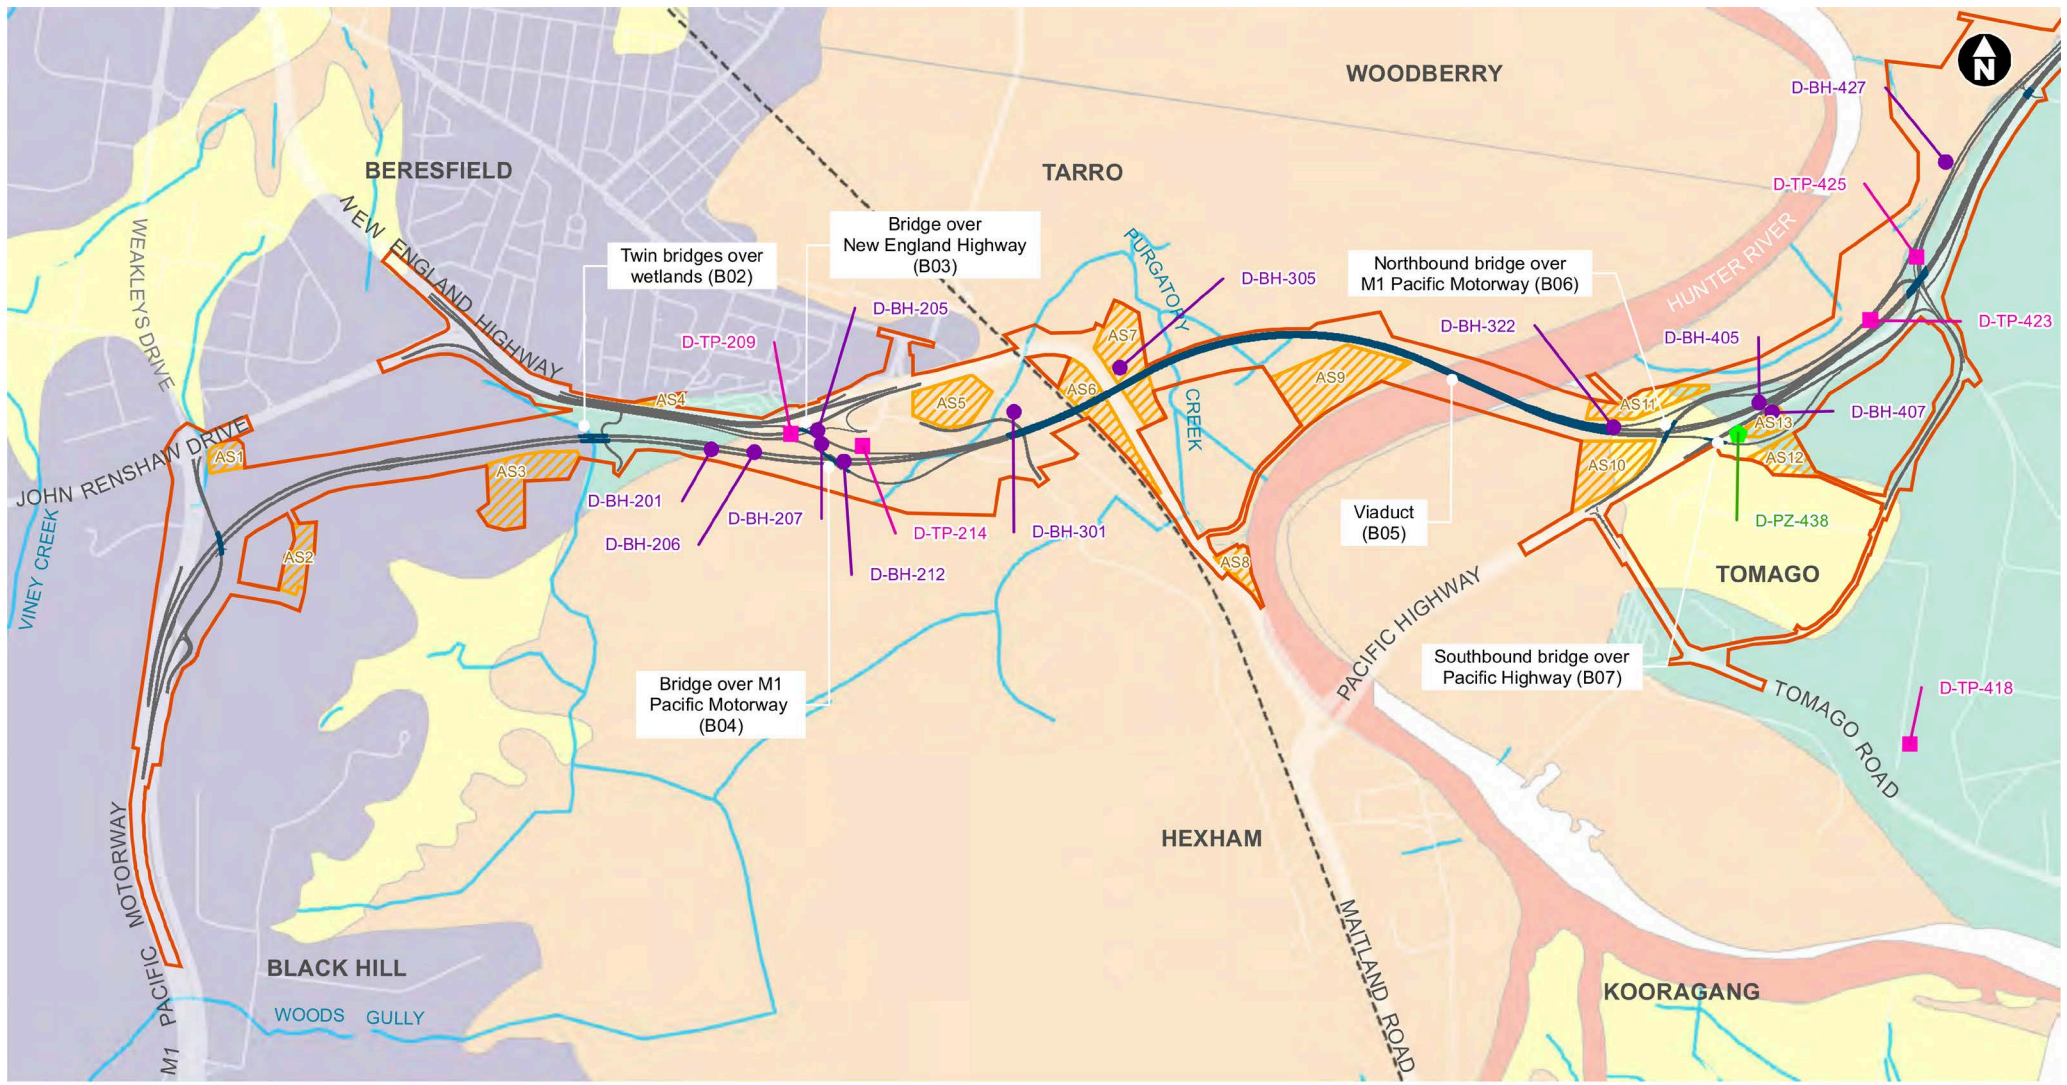 WOODBERRY
N
D-BH-427
BERESFIELD
TARRO
D-TP-425
NEW ENGLAND HIGHWAY
WEAKLEYS DRIVE
Bridge over
New England Highway
(B03)
Twin bridges over
wetlands (B02)
PURGATORY
CREEK
Northbound bridge over
M1 Pacific Motorway (B06)
HUNTER RIVER
D-BH-305
D-BH-205
D-TP-209
D-BH-322
D-BH-405
D-TP-423
AS7
AS6
AS9
AS4
AS5
AS11
D-BH-407
AS13
AS1
AS3
AS10
AS12
JOHN RENSHAW DRIVE
D-BH-201
D-BH-207
D-BH-206
D-TP-214
D-BH-301
Viaduct
(B05)
D-PZ-438
AS2
VINEY CREEK
D-BH-212
AS8
TOMAGO
PACIFIC HIGHWAY
Bridge over M1
Pacific Motorway
(B04)
Southbound bridge over
Pacific Highway (B07)
D-TP-418
TOMAGO ROAD
HEXHAM
M1 PACIFIC MOTORWAY
BLACK HILL
MAITLAND ROAD
KOORAGANG
WOODS GULLY